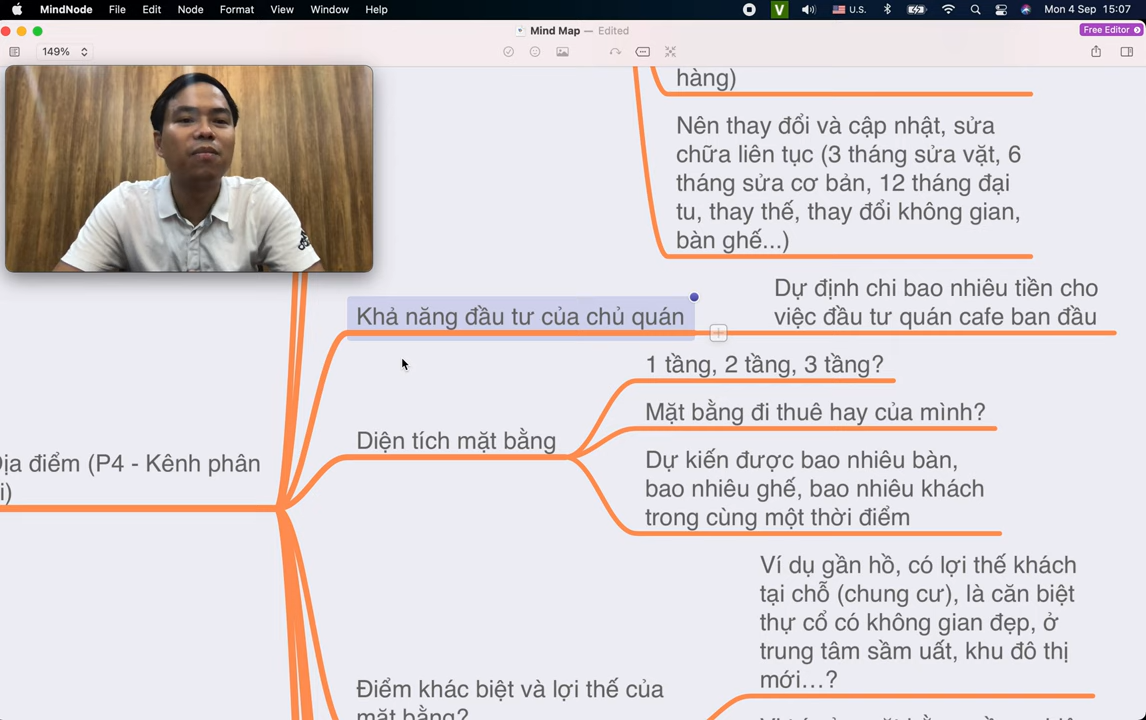 MindNode File Edit Node Format View Window Help
V U.S. Mon 4 Sep 15:07
Mind Map — Edited
Free Editor
149%
hàng)
Nên thay đổi và cập nhật, sửa
chữa liên tục (3 tháng sửa vặt, 6
tháng sửa cơ bản, 12 tháng đại
tu, thay thế, thay đổi không gian,
bàn ghế...)
Khả năng đầu tư của chủ quán
Dự định chi bao nhiêu tiền cho
việc đầu tư quán cafe ban đầu
1 tầng, 2 tầng, 3 tầng?
Mặt bằng đi thuê hay của mình?
Diện tích mặt bằng
Dự kiến được bao nhiêu bàn,
bao nhiêu ghế, bao nhiêu khách
trong cùng một thời điểm
địa điểm (P4 - Kênh phân
i)
Ví dụ gần hồ, có lợi thế khách
tại chỗ (chung cư), là căn biệt
thự cổ có không gian đẹp, ở
trung tâm sầm uất, khu đô thị
mới...?
Điểm khác biệt và lợi thế của
mặt bằng?